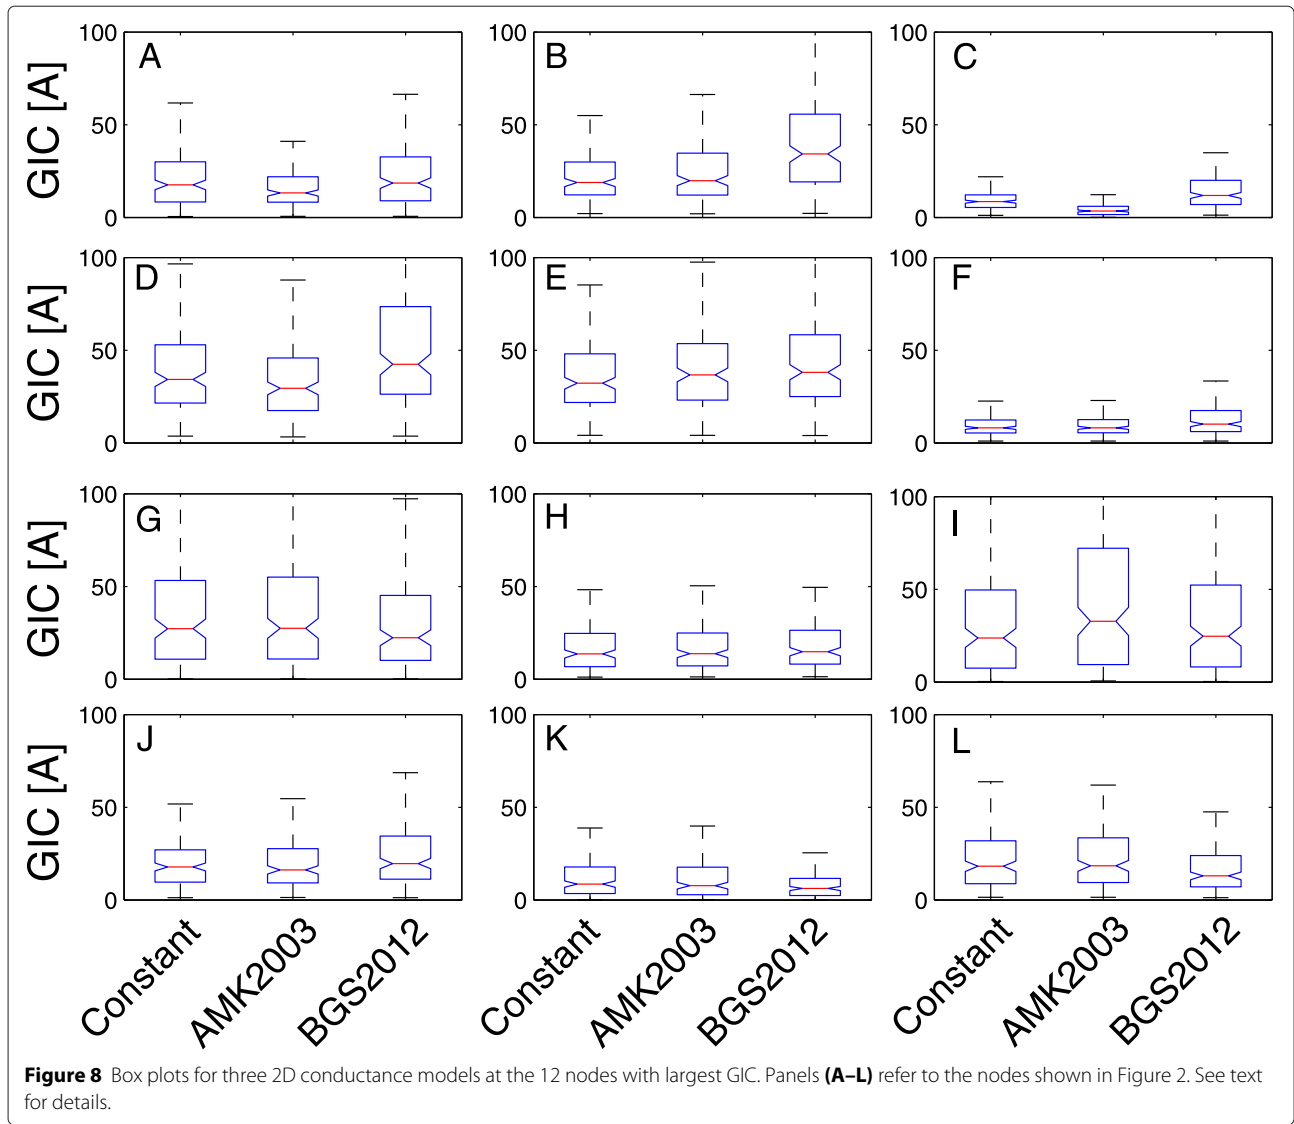 100 A 100 B 100 C
GIC [A] 50 50 50
0 0 0
100 D 100 E 100 F
GIC [A] 50 50 50
0 0 0
100 G 100 H 100 I
GIC [A] 50 50 50
0 0 0
100 J 100 K 100 L
GIC [A] 50 50 50
0 0 0
Constant AMK2003 BGS2012 Constant AMK2003 BGS2012 Constant AMK2003 BGS2012
Figure 8 Box plots for three 2D conductance models at the 12 nodes with largest GIC. Panels (A–L) refer to the nodes shown in Figure 2. See text
for details.